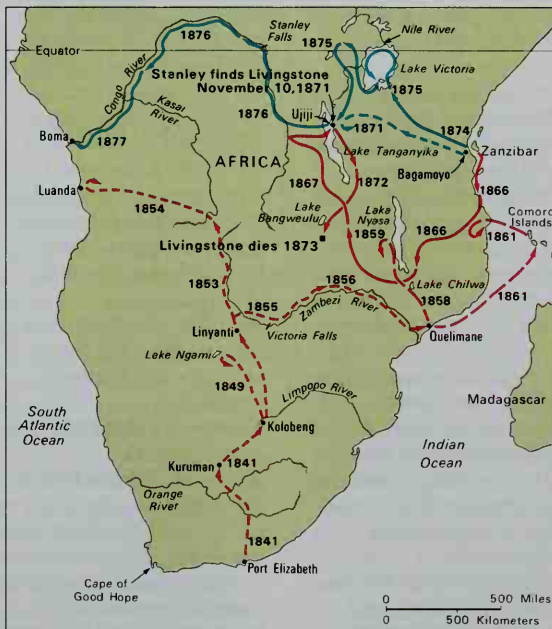 Nile River
Stanley
Falls
1876
1875
Equator
Lake Victoria
Congo River
Stanley finds Livingstone
November 10, 1871
1875
Kasai
River
1876
Ujiji
1871
1874
Boma
1877
Lake Tanganyika
Zanzibar
AFRICA
Bagamoyo
Luanda
1867
1872
1866
Lake
Bangweulu
Laka
Nyasa
Comoro
Islands
1854
1859
1866
1861
Livingstone dies 1873
Lake Chilwa
1853
1856
1858
1855
Zambezi River
1861
Linyanti
Victoria Falls
Quelimane
Lake Ngami
1849
Limpopo River
Madagascar
South
Atlantic
Ocean
Kolobeng
Indian
Ocean
Kuruman
1841
Orange
River
1841
Cape of
Good Hope
Port Elizabeth
0 500 Miles
0 500 Kilometers